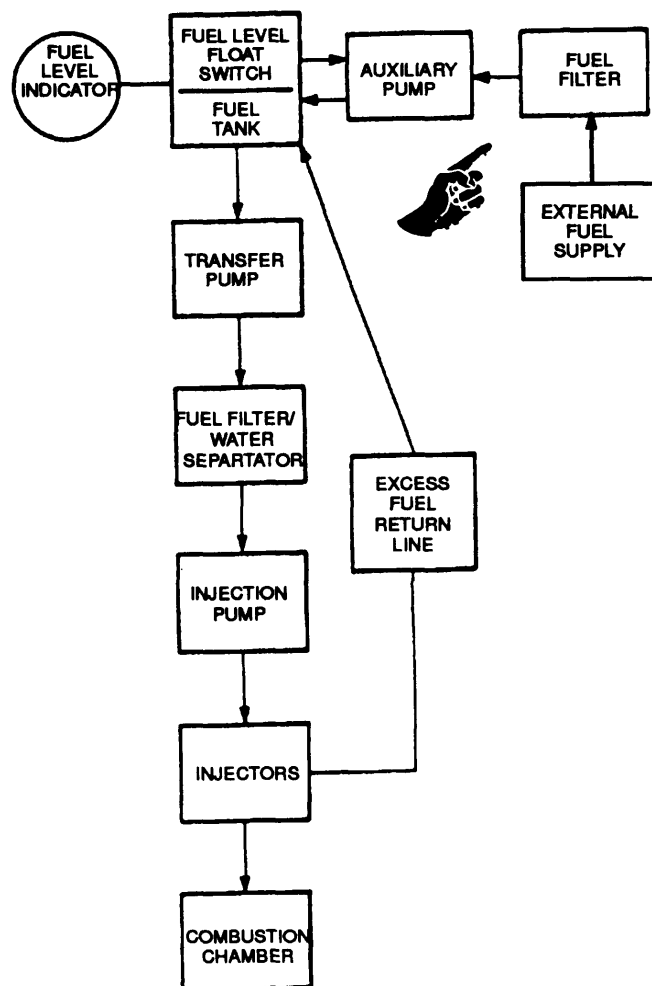 FUEL
LEVEL
INDICATOR
FUEL LEVEL
FLOAT
SWITCH
FUEL
TANK
AUXILIARY
PUMP
FUEL
FILTER
EXTERNAL
FUEL
SUPPLY
TRANSFER
PUMP
FUEL FILTER/
WATER
SEPARTATOR
EXCESS
FUEL
RETURN
LINE
INJECTION
PUMP
INJECTORS
COMBUSTION
CHAMBER